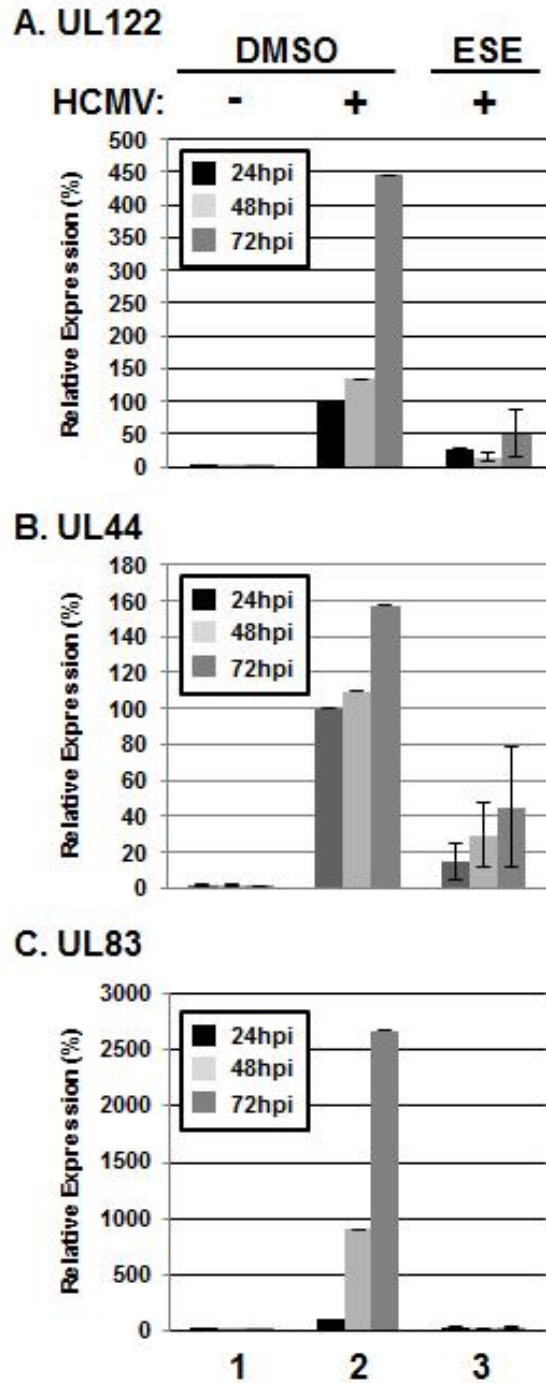 A. UL122
DMSO ESE
HCMV: - + +
500
450
400
350
300
250
200
150
100
50
0
Relative Expression (%)
24hpi
48hpi
72hpi
B. UL44
180
160
140
120
100
80
60
40
20
0
Relative Expression (%)
24hpi
48hpi
72hpi
C. UL83
3000
2500
2000
1500
1000
500
0
Relative Expression (%)
24hpi
48hpi
72hpi
1 2 3